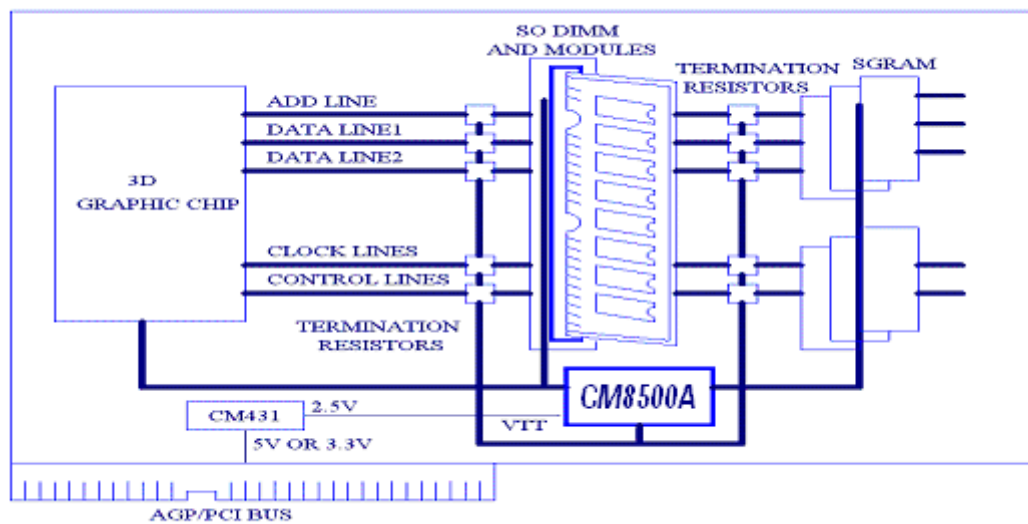 SO DIMM
AND MODULES
TERMINATION
RESISTORS
SGRAM
ADD LINE
DATA LINE1
DATA LINE2
3D
GRAPHIC CHIP
CLOCK LINES
CONTROL LINES
TERMINATION
RESISTORS
CM8500A
CM431
2.5V
VTT
5V OR 3.3V
AGP/PCI BUS